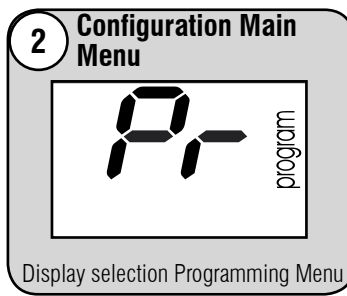 2 Configuration Main
Menu
Pr
program
Display selection Programming Menu